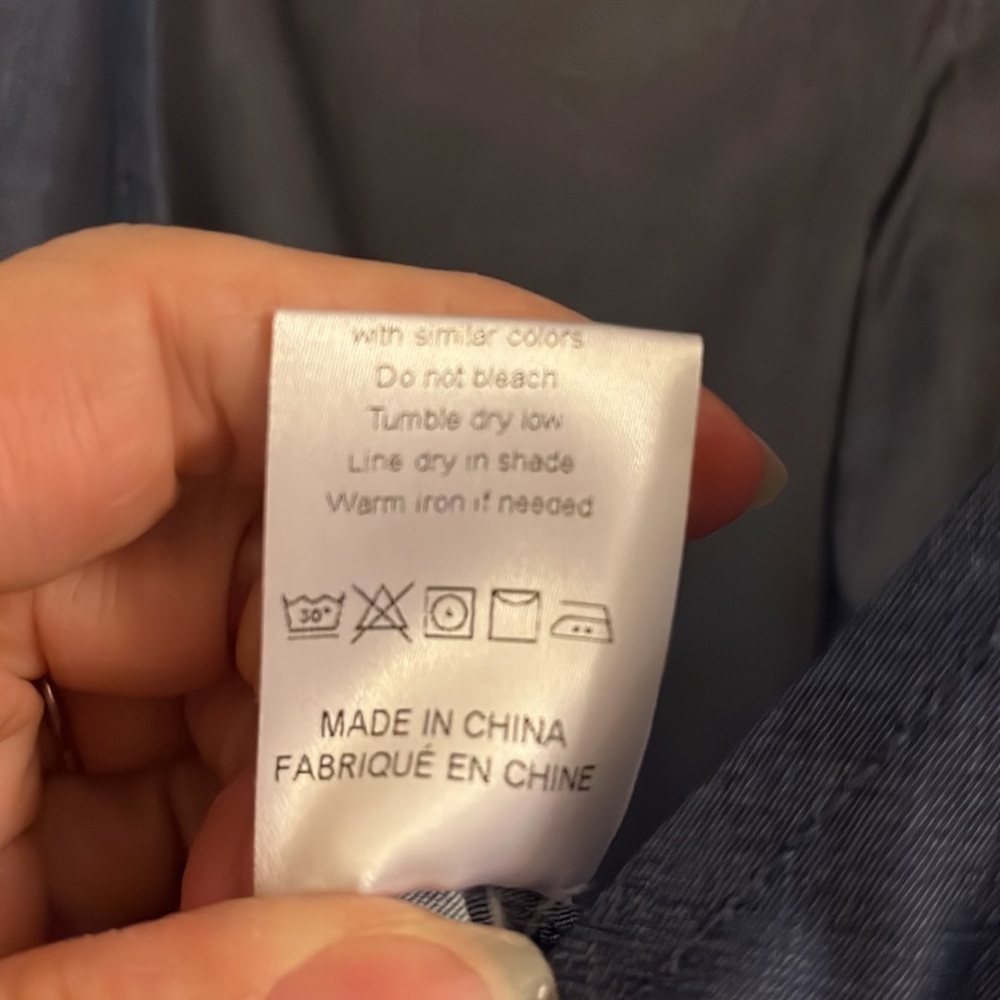 with similar colors
Do not bleach
Tumble dry low
Line dry in shade
Warm iron if needed
30°
MADE IN CHINA
FABRIQUÉ EN CHINE